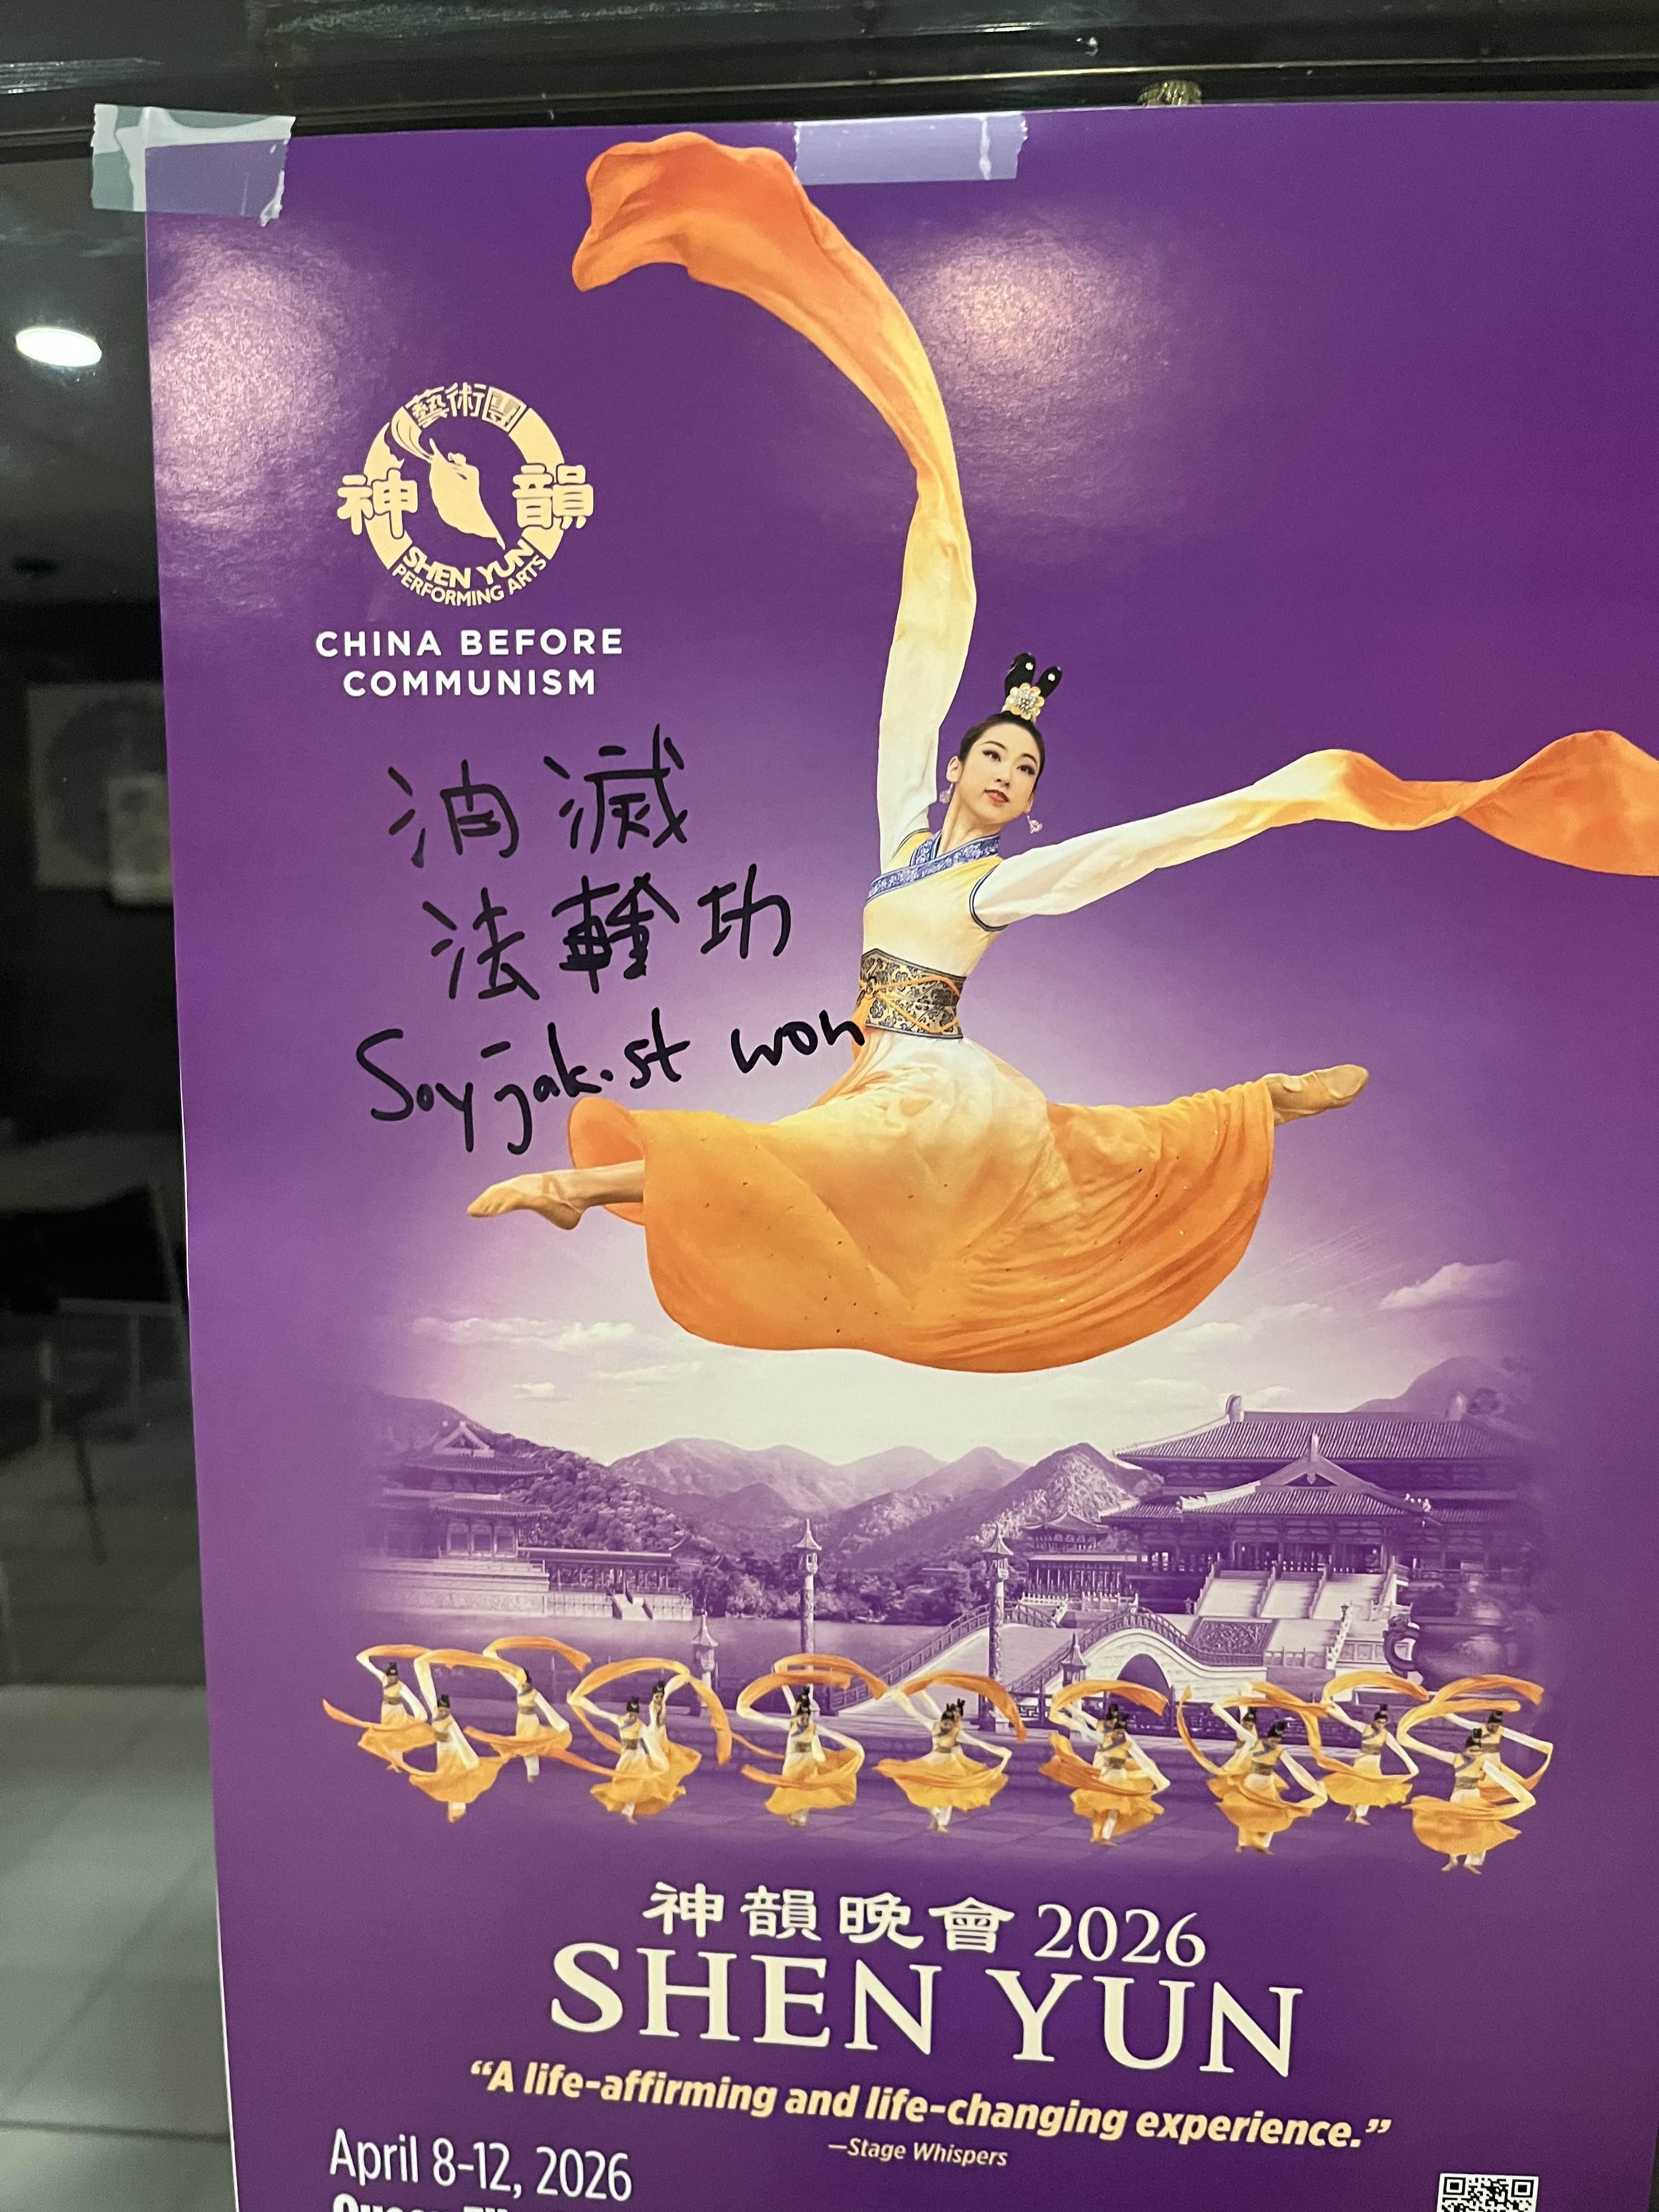 藝術團
神 韻
SHEN YUN
PERFORMING ARTS
CHINA BEFORE
COMMUNISM
消滅
法輪功
Soyjak.st won
神韻晚會 2026
SHEN YUN
“A life-affirming and life-changing experience.”
—Stage Whispers
April 8-12, 2026